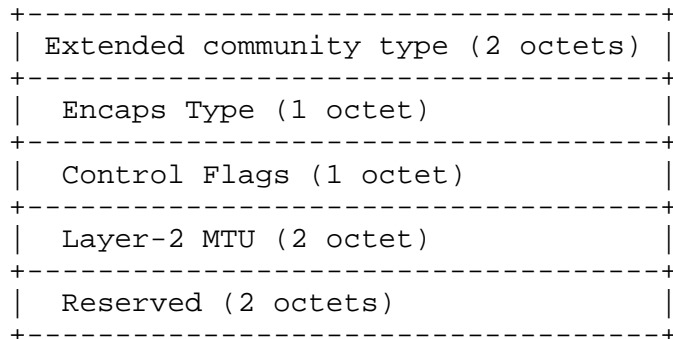 +------------------------------------+
| Extended community type (2 octets) |
+------------------------------------+
|  Encaps Type (1 octet)             |
+------------------------------------+
|  Control Flags (1 octet)           |
+------------------------------------+
|  Layer-2 MTU (2 octet)             |
+------------------------------------+
|  Reserved (2 octets)               |
+------------------------------------+